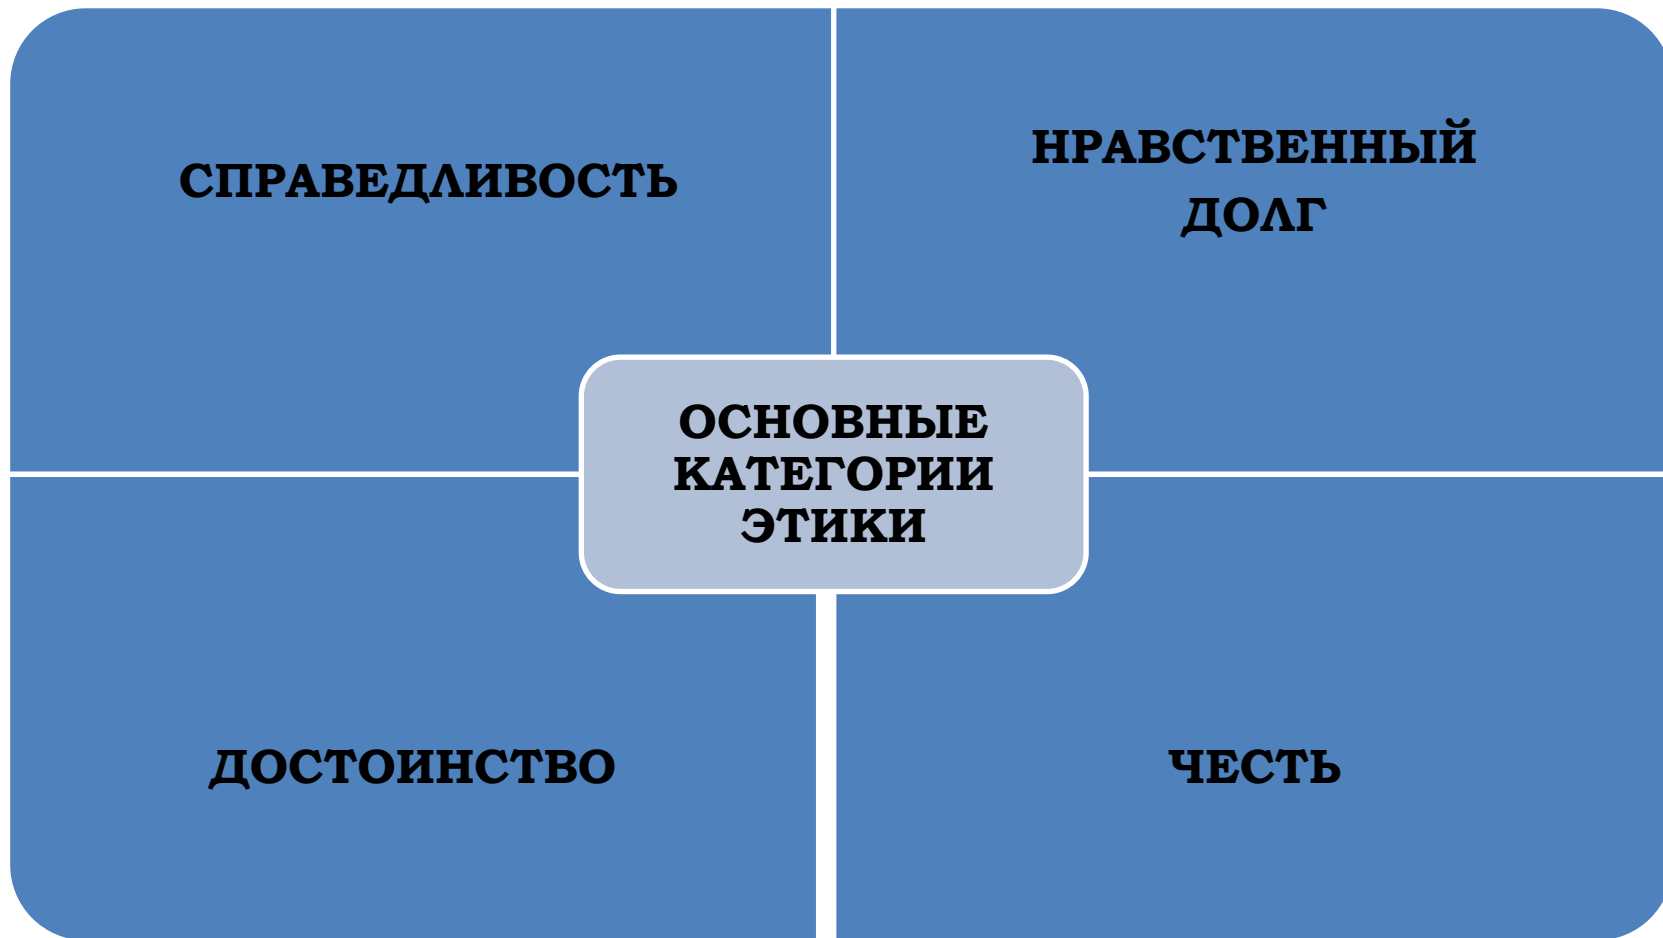 СПРАВЕДЛИВОСТЬ
НРАВСТВЕННЫЙ
ДОЛГ
ОСНОВНЫЕ
КАТЕГОРИИ
ЭТИКИ
ДОСТОИНСТВО
ЧЕСТЬ